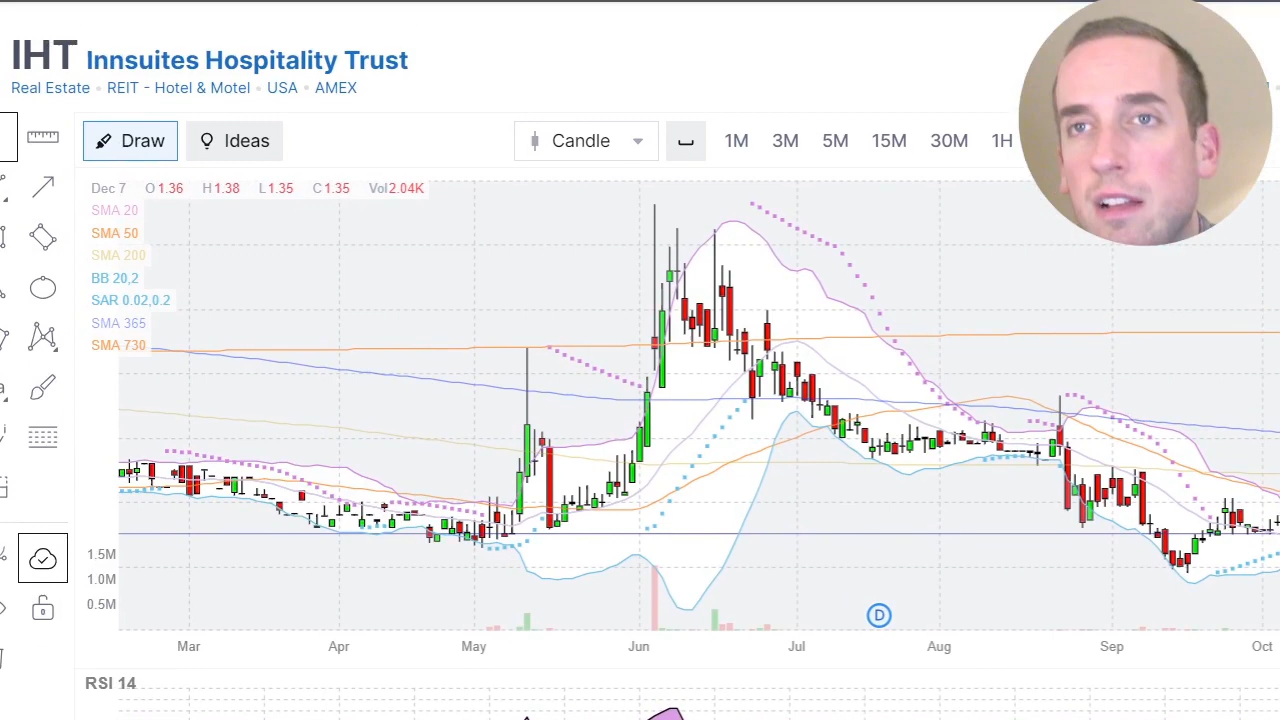 IHT Innsuites Hospitality Trust
Real Estate • REIT - Hotel & Motel • USA • AMEX
Draw Ideas Candle 1M 3M 5M 15M 30M 1H
Dec 7 O 1.36 H 1.38 L 1.35 C 1.35 Vol 2.04K
SMA 20
SMA 50
SMA 200
BB 20,2
SAR 0.02,0.2
SMA 365
SMA 730
1.5M
1.0M
0.5M
D
Mar Apr May Jun Jul Aug Sep Oct
RSI 14